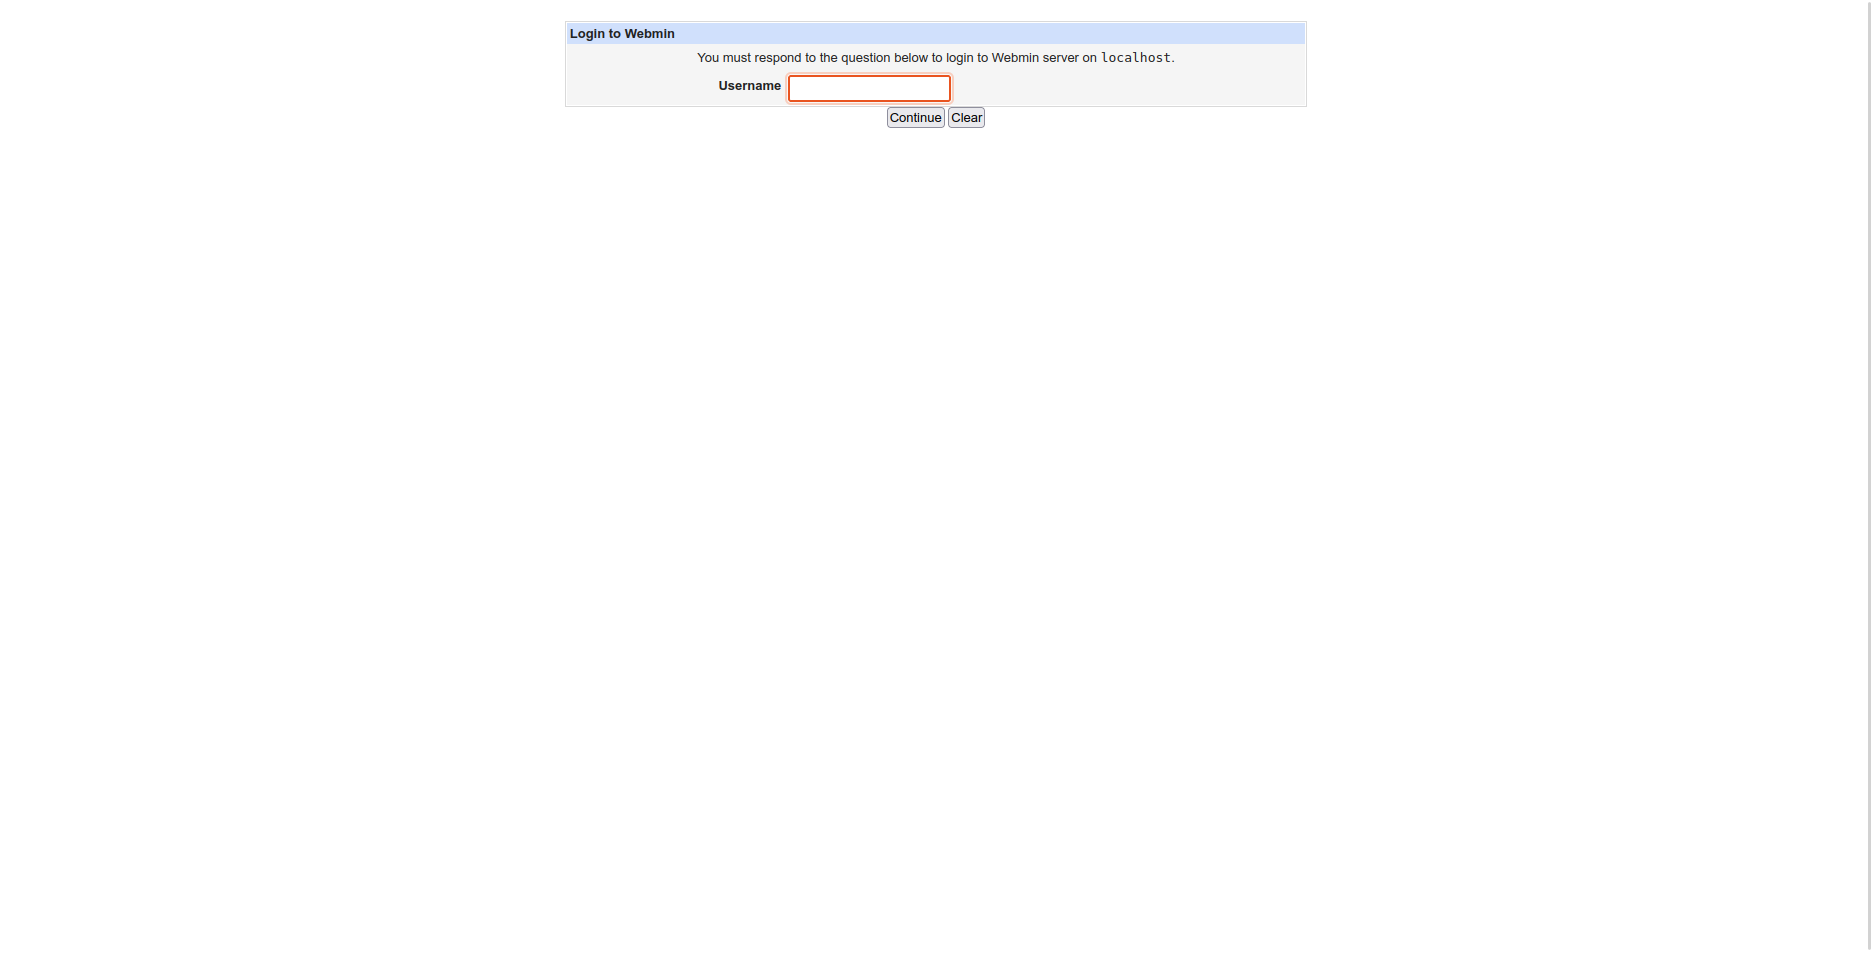 Login to Webmin
You must respond to the question below to login to Webmin server on localhost.
Username
Continue Clear